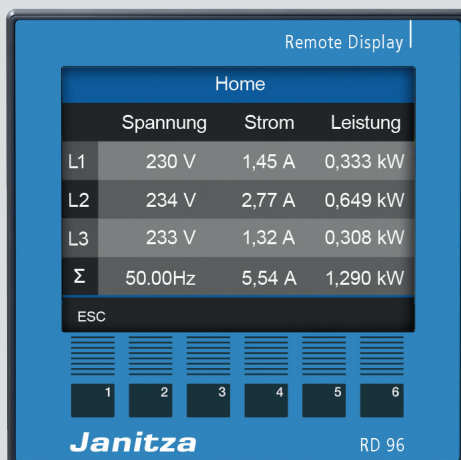 Remote Display
Home
Spannung Strom Leistung
L1 230 V 1,45 A 0,333 kW
L2 234 V 2,77 A 0,649 kW
L3 233 V 1,32 A 0,308 kW
Σ 50.00Hz 5,54 A 1,290 kW
ESC
1 2 3 4 5 6
Janitza RD 96